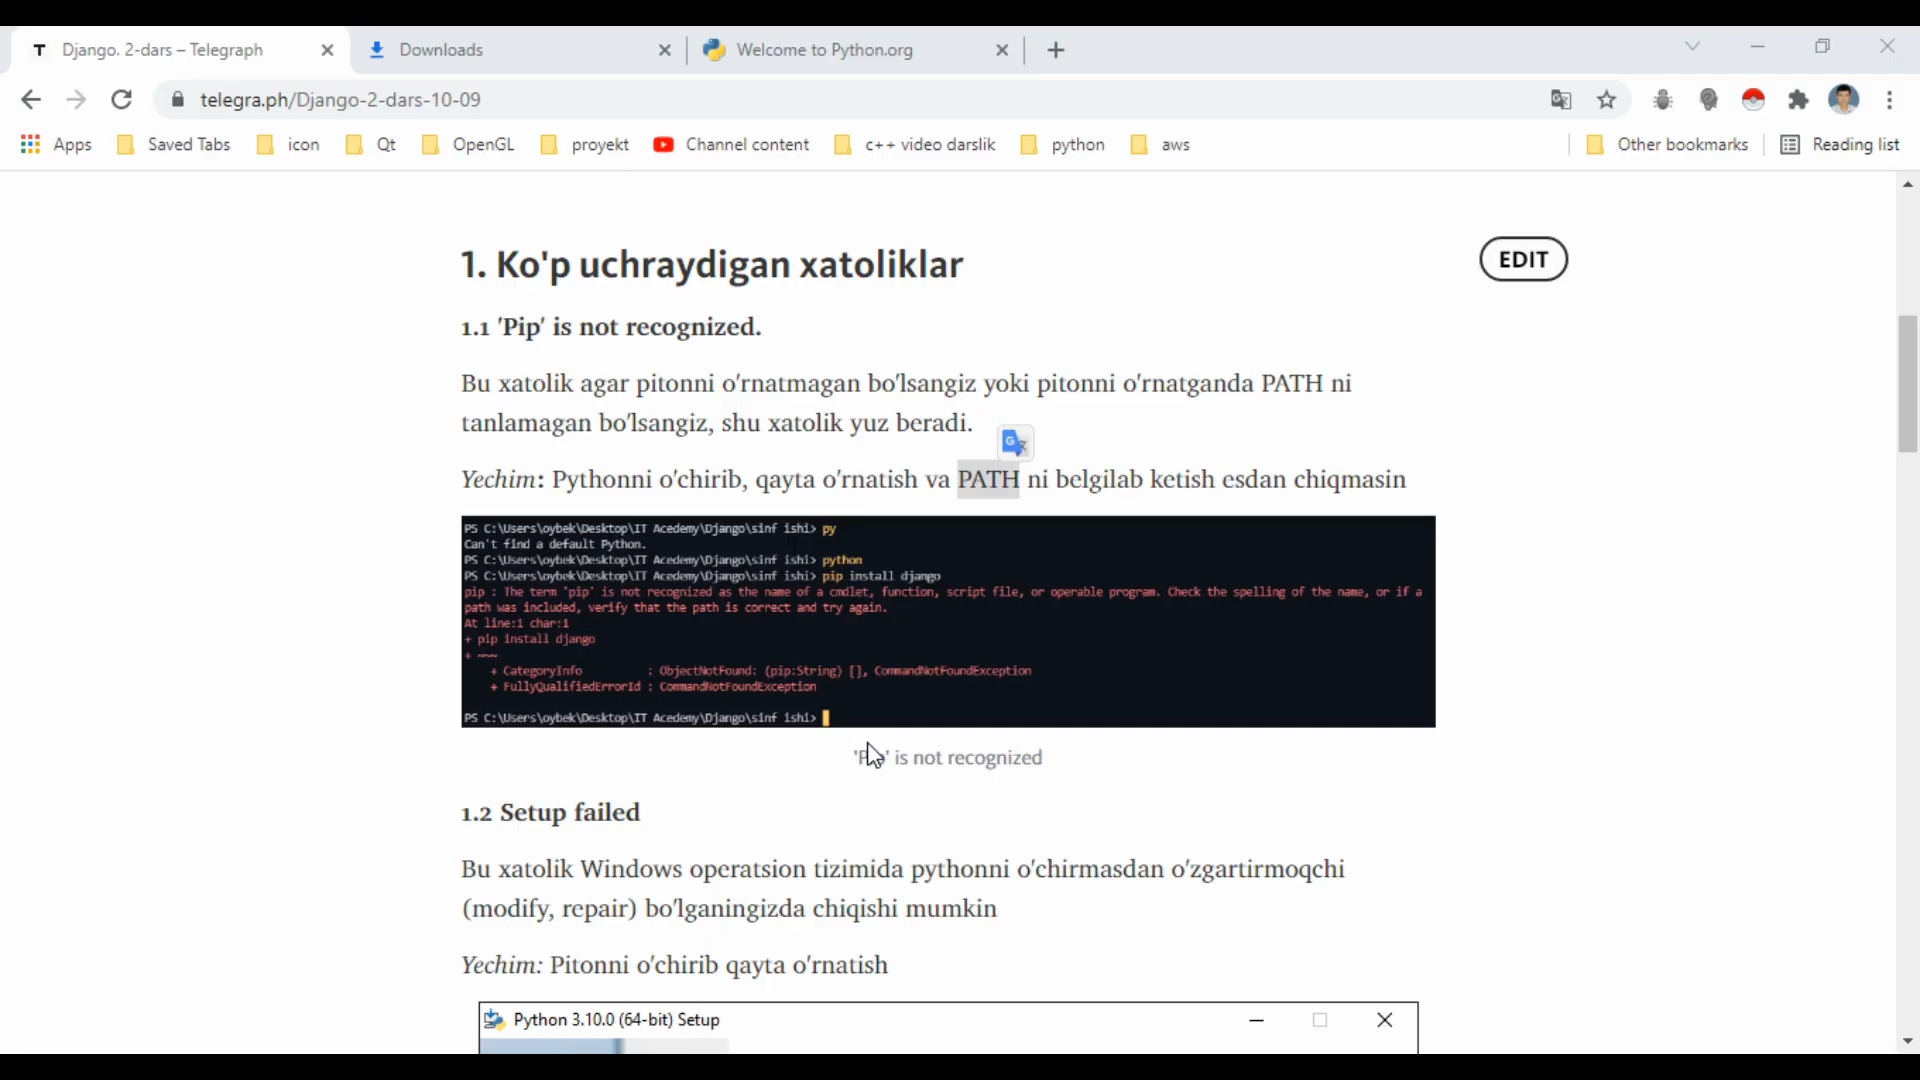 Django. 2-dars – Telegraph
Downloads
Welcome to Python.org
telegra.ph/Django-2-dars-10-09
Apps
Saved Tabs
icon
Qt
OpenGL
proyekt
Channel content
c++ video darslik
python
aws
Other bookmarks
Reading list
1. Ko'p uchraydigan xatoliklar
EDIT
1.1 'Pip' is not recognized.
Bu xatolik agar pitonni o'rnatmagan bo'lsangiz yoki pitonni o'rnatganda PATH ni
tanlamagan bo'lsangiz, shu xatolik yuz beradi.
Yechim: Pythonni o'chirib, qayta o'rnatish va PATH ni belgilab ketish esdan chiqmasin
PS C:\Users\oybek\Desktop\IT Acedemy\Django\sinf ishi> py
Can't find a default Python.
PS C:\Users\oybek\Desktop\IT Acedemy\Django\sinf ishi> python
PS C:\Users\oybek\Desktop\IT Acedemy\Django\sinf ishi> pip install django
pip : The term 'pip' is not recognized as the name of a cmdlet, function, script file, or operable program. Check the spelling of the name, or if a
path was included, verify that the path is correct and try again.
At line:1 char:1
+ pip install django
+ ~~~
+ CategoryInfo : ObjectNotFound: (pip:String) [], CommandNotFoundException
+ FullyQualifiedErrorId : CommandNotFoundException
PS C:\Users\oybek\Desktop\IT Acedemy\Django\sinf ishi>
'Pip' is not recognized
1.2 Setup failed
Bu xatolik Windows operatsion tizimida pythonni o'chirmasdan o'zgartirmoqchi
(modify, repair) bo'lganingizda chiqishi mumkin
Yechim: Pitonni o'chirib qayta o'rnatish
Python 3.10.0 (64-bit) Setup